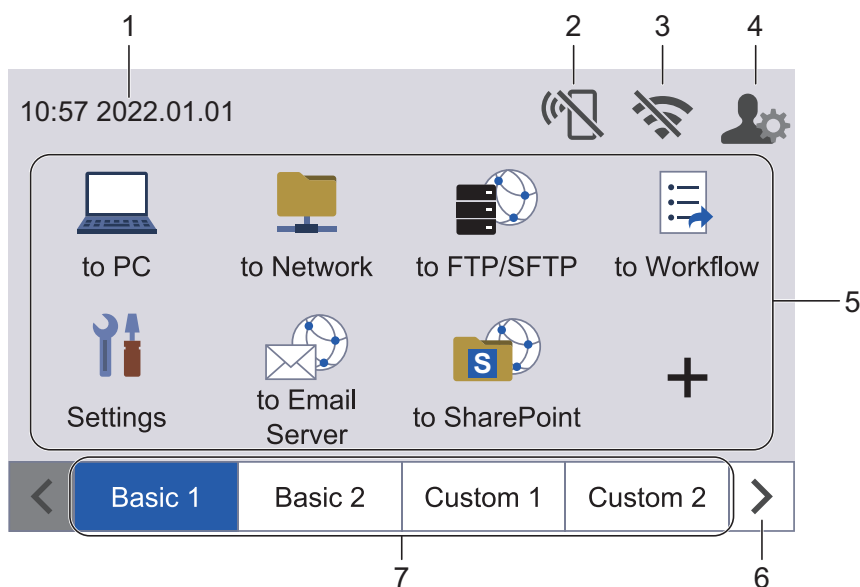 1
2
3
4
10:57 2022.01.01
to PC
to Network
to FTP/SFTP
to Workflow
5
Settings
to Email
Server
S
to SharePoint
Basic 1
Basic 2
Custom 1
Custom 2
7
6